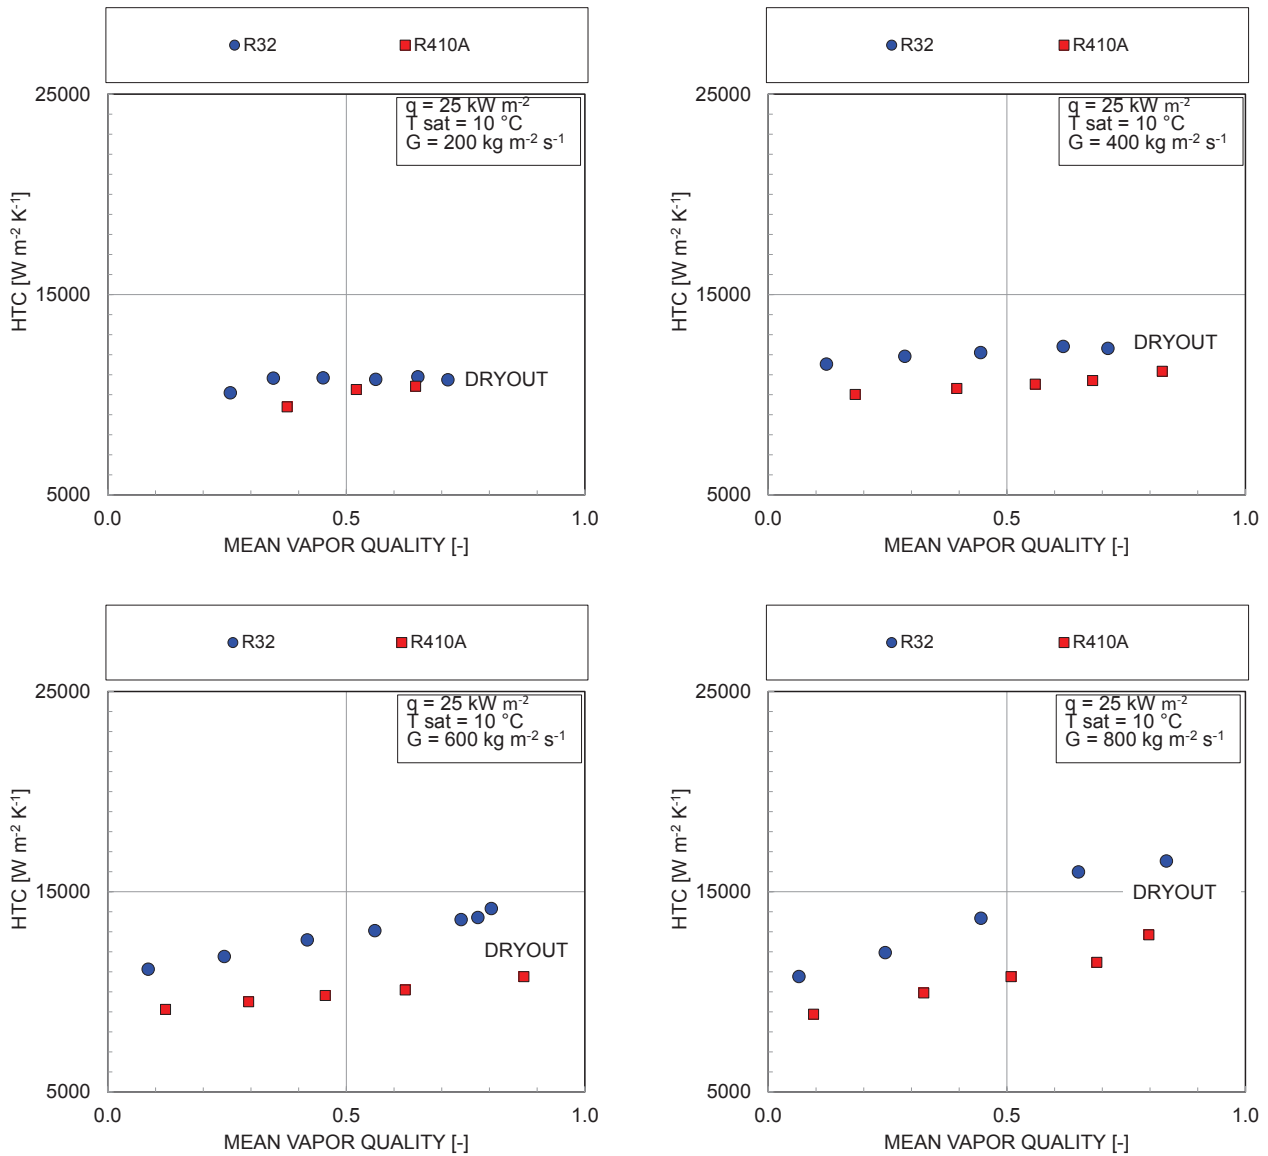 R32
R410A
25000
q = 25 kW m⁻²
T sat = 10 °C
G = 200 kg m⁻² s⁻¹
HTC [W m⁻² K⁻¹]
15000
DRYOUT
5000
0.0
0.5
1.0
MEAN VAPOR QUALITY [-]
R32
R410A
25000
q = 25 kW m⁻²
T sat = 10 °C
G = 400 kg m⁻² s⁻¹
HTC [W m⁻² K⁻¹]
15000
DRYOUT
5000
0.0
0.5
1.0
MEAN VAPOR QUALITY [-]
R32
R410A
25000
q = 25 kW m⁻²
T sat = 10 °C
G = 600 kg m⁻² s⁻¹
HTC [W m⁻² K⁻¹]
15000
DRYOUT
5000
0.0
0.5
1.0
MEAN VAPOR QUALITY [-]
R32
R410A
25000
q = 25 kW m⁻²
T sat = 10 °C
G = 800 kg m⁻² s⁻¹
HTC [W m⁻² K⁻¹]
15000
DRYOUT
5000
0.0
0.5
1.0
MEAN VAPOR QUALITY [-]